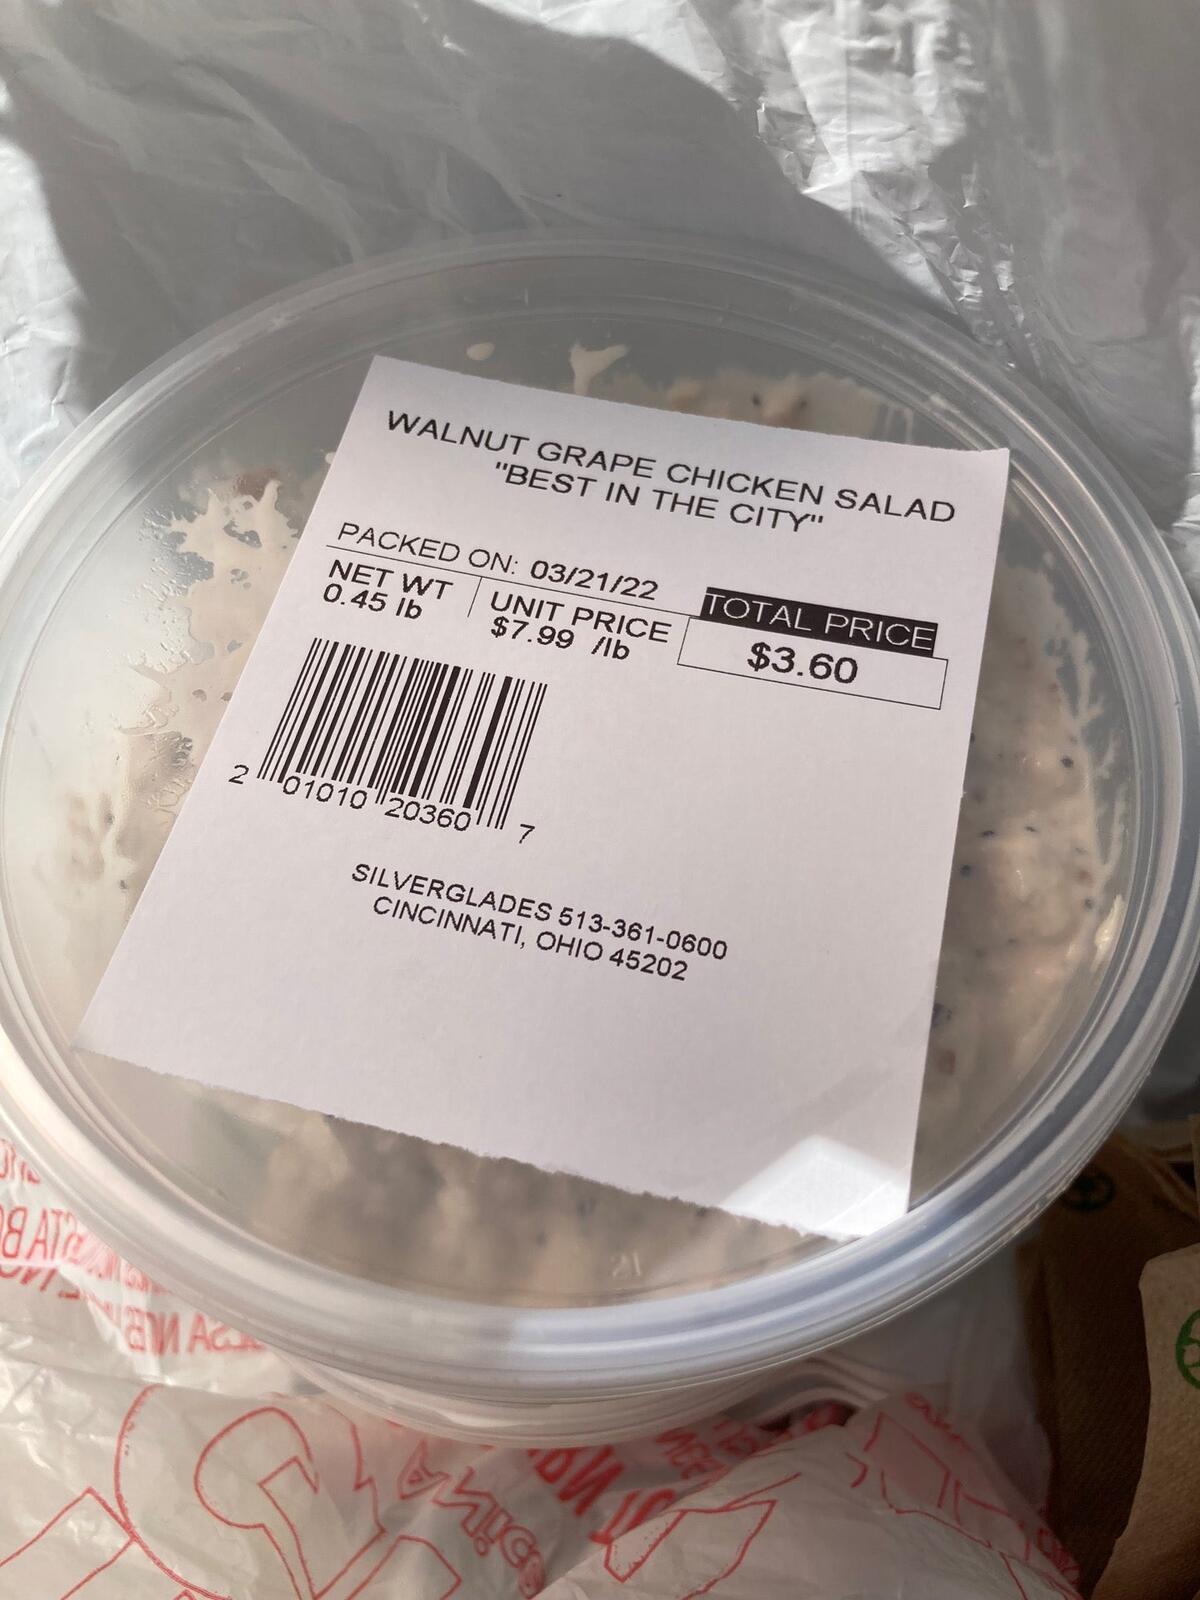 WALNUT GRAPE CHICKEN SALAD
"BEST IN THE CITY"
PACKED ON: 03/21/22
NET WT
0.45 lb
UNIT PRICE
$7.99 /lb
TOTAL PRICE
$3.60
2 01010 20360 7
SILVERGLADES 513-361-0600
CINCINNATI, OHIO 45202